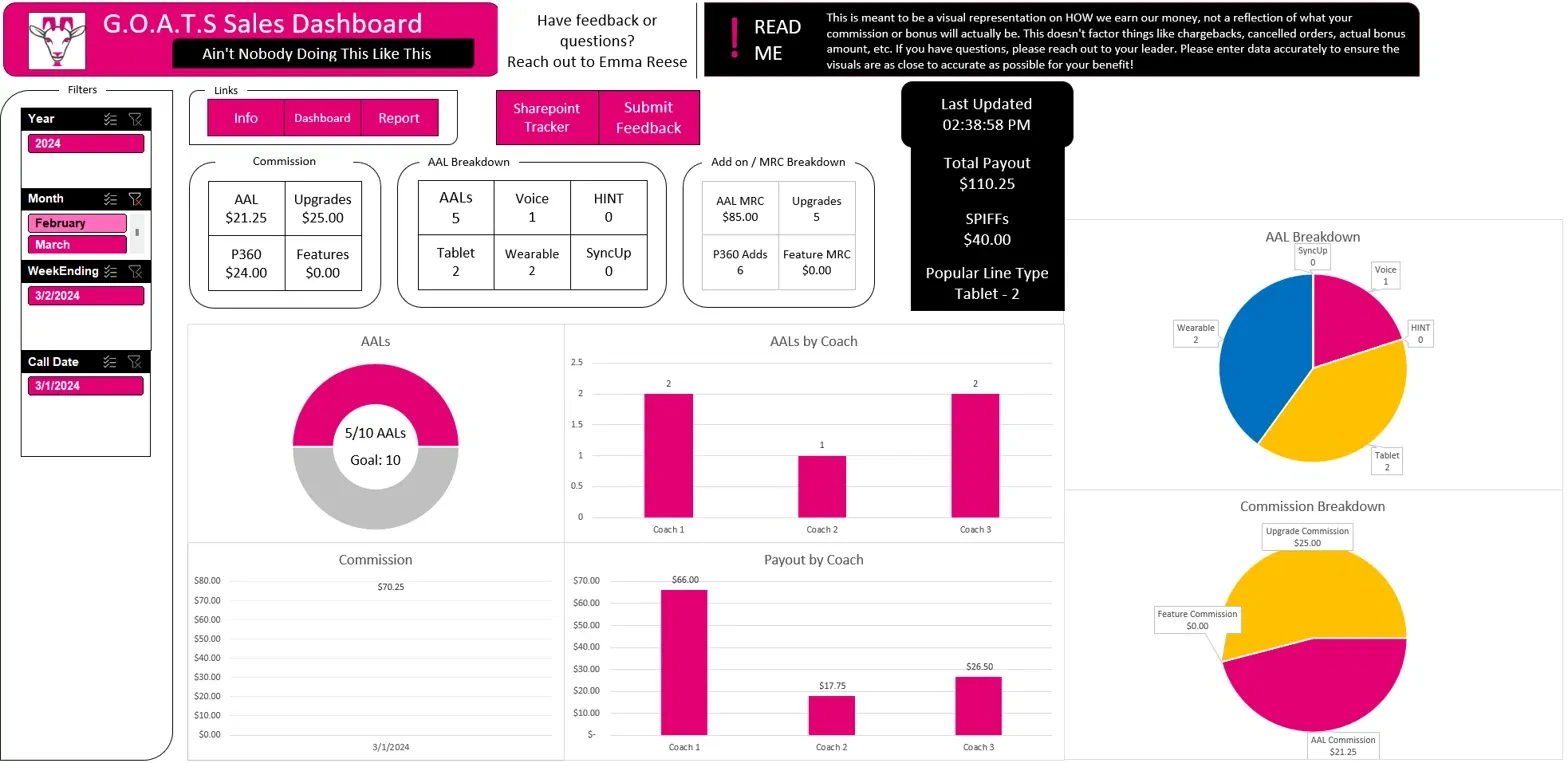 G.O.A.T.S Sales Dashboard
Ain't Nobody Doing This Like This
Have feedback or
questions?
Reach out to Emma Reese
!
READ
ME
This is meant to be a visual representation on HOW we earn our money, not a reflection of what your
commission or bonus will actually be. This doesn't factor things like chargebacks, cancelled orders, actual bonus
amount, etc. If you have questions, please reach out to your leader. Please enter data accurately to ensure the
visuals are as close to accurate as possible for your benefit!
Filters
Year
2024
Month
February
March
WeekEnding
3/2/2024
Call Date
3/1/2024
Links
Info
Dashboard
Report
Sharepoint
Tracker
Submit
Feedback
Last Updated
02:38:58 PM
Total Payout
$110.25
SPIFFs
$40.00
Popular Line Type
Tablet - 2
Commission
AAL
$21.25
Upgrades
$25.00
P360
$24.00
Features
$0.00
AAL Breakdown
AALs
5
Voice
1
HINT
0
Tablet
2
Wearable
2
SyncUp
0
Add on / MRC Breakdown
AAL MRC
$85.00
Upgrades
5
P360 Adds
6
Feature MRC
$0.00
AALs
5/10 AALs
Goal: 10
AALs by Coach
2.5
2
1.5
1
0.5
0
2
1
2
Coach 1
Coach 2
Coach 3
AAL Breakdown
SyncUp
0
Voice
1
HINT
0
Wearable
2
Tablet
2
Commission
$80.00
$70.00
$60.00
$50.00
$40.00
$30.00
$20.00
$10.00
$0.00
$70.25
3/1/2024
Payout by Coach
$70.00
$60.00
$50.00
$40.00
$30.00
$20.00
$10.00
$-
$66.00
$17.75
$26.50
Coach 1
Coach 2
Coach 3
Commission Breakdown
Upgrade Commission
$25.00
Feature Commission
$0.00
AAL Commission
$21.25